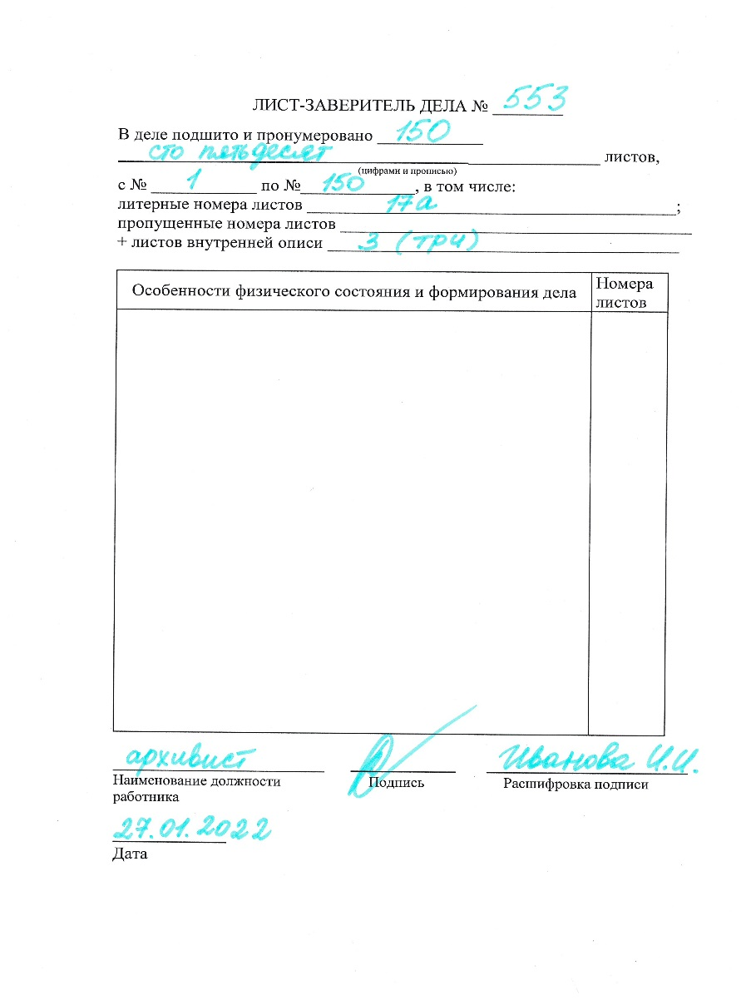 ЛИСТ-ЗАВЕРИТЕЛЬ ДЕЛА № 553
В деле подшито и пронумеровано 150
сто пятьдесят листов,
(цифрами и прописью)
с № 1 по № 150, в том числе:
литерные номера листов 17а;
пропущенные номера листов
+ листов внутренней описи 3 (три)
Особенности физического состояния и формирования дела Номера
листов
архивист Иванова И.И.
Наименование должности Подпись Расшифровка подписи
работника
27.01.2022
Дата